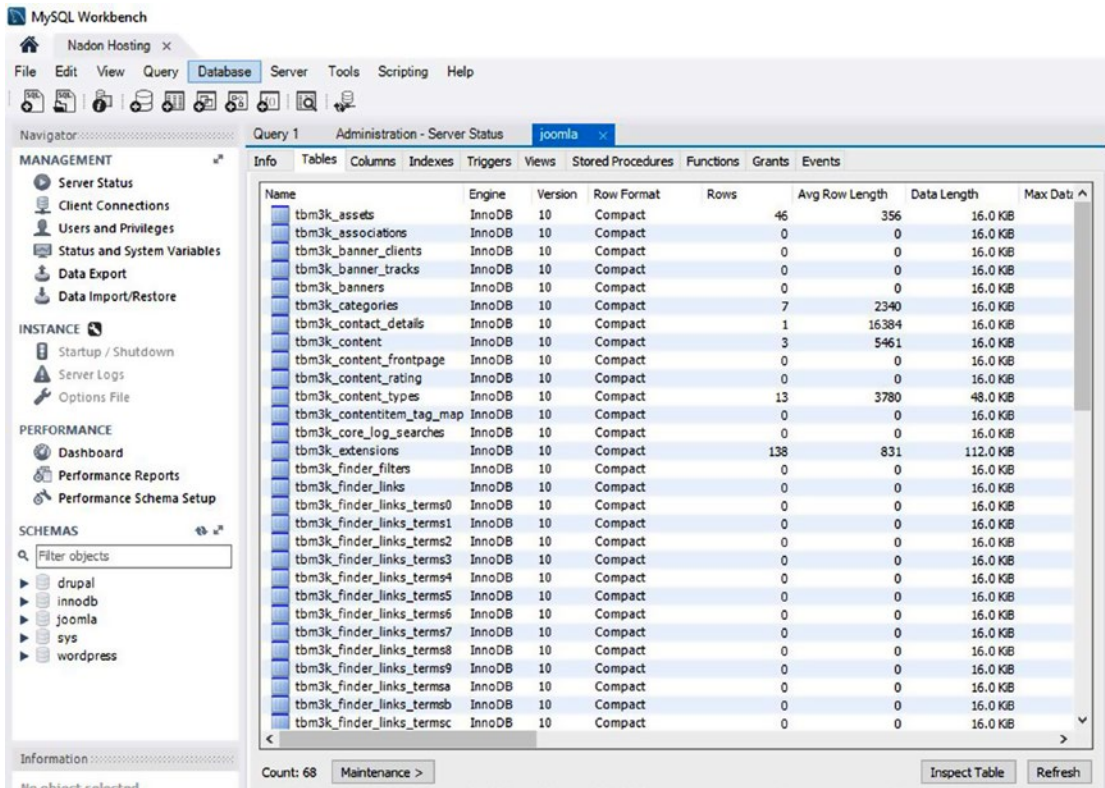 MySQL Workbench
Nadon Hosting ×
File Edit View Query Database Server Tools Scripting Help
Navigator
MANAGEMENT
Server Status
Client Connections
Users and Privileges
Status and System Variables
Data Export
Data Import/Restore
INSTANCE
Startup / Shutdown
Server Logs
Options File
PERFORMANCE
Dashboard
Performance Reports
Performance Schema Setup
SCHEMAS
Filter objects
drupal
innodb
joomla
sys
wordpress
Information
No object selected
Query 1 Administration - Server Status joomla ×
Info Tables Columns Indexes Triggers Views Stored Procedures Functions Grants Events
Name Engine Version Row Format Rows Avg Row Length Data Length Max Data
tbm3k_assets InnoDB 10 Compact 46 356 16.0 KiB
tbm3k_associations InnoDB 10 Compact 0 0 16.0 KiB
tbm3k_banner_clients InnoDB 10 Compact 0 0 16.0 KiB
tbm3k_banner_tracks InnoDB 10 Compact 0 0 16.0 KiB
tbm3k_banners InnoDB 10 Compact 0 0 16.0 KiB
tbm3k_categories InnoDB 10 Compact 7 2340 16.0 KiB
tbm3k_contact_details InnoDB 10 Compact 1 16384 16.0 KiB
tbm3k_content InnoDB 10 Compact 3 5461 16.0 KiB
tbm3k_content_frontpage InnoDB 10 Compact 0 0 16.0 KiB
tbm3k_content_rating InnoDB 10 Compact 0 0 16.0 KiB
tbm3k_content_types InnoDB 10 Compact 13 3780 48.0 KiB
tbm3k_contentitem_tag_map InnoDB 10 Compact 0 0 16.0 KiB
tbm3k_core_log_searches InnoDB 10 Compact 0 0 16.0 KiB
tbm3k_extensions InnoDB 10 Compact 138 831 112.0 KiB
tbm3k_finder_filters InnoDB 10 Compact 0 0 16.0 KiB
tbm3k_finder_links InnoDB 10 Compact 0 0 16.0 KiB
tbm3k_finder_links_terms0 InnoDB 10 Compact 0 0 16.0 KiB
tbm3k_finder_links_terms1 InnoDB 10 Compact 0 0 16.0 KiB
tbm3k_finder_links_terms2 InnoDB 10 Compact 0 0 16.0 KiB
tbm3k_finder_links_terms3 InnoDB 10 Compact 0 0 16.0 KiB
tbm3k_finder_links_terms4 InnoDB 10 Compact 0 0 16.0 KiB
tbm3k_finder_links_terms5 InnoDB 10 Compact 0 0 16.0 KiB
tbm3k_finder_links_terms6 InnoDB 10 Compact 0 0 16.0 KiB
tbm3k_finder_links_terms7 InnoDB 10 Compact 0 0 16.0 KiB
tbm3k_finder_links_terms8 InnoDB 10 Compact 0 0 16.0 KiB
tbm3k_finder_links_terms9 InnoDB 10 Compact 0 0 16.0 KiB
tbm3k_finder_links_termsa InnoDB 10 Compact 0 0 16.0 KiB
tbm3k_finder_links_termsb InnoDB 10 Compact 0 0 16.0 KiB
tbm3k_finder_links_termsc InnoDB 10 Compact 0 0 16.0 KiB
Count: 68 Maintenance > Inspect Table Refresh